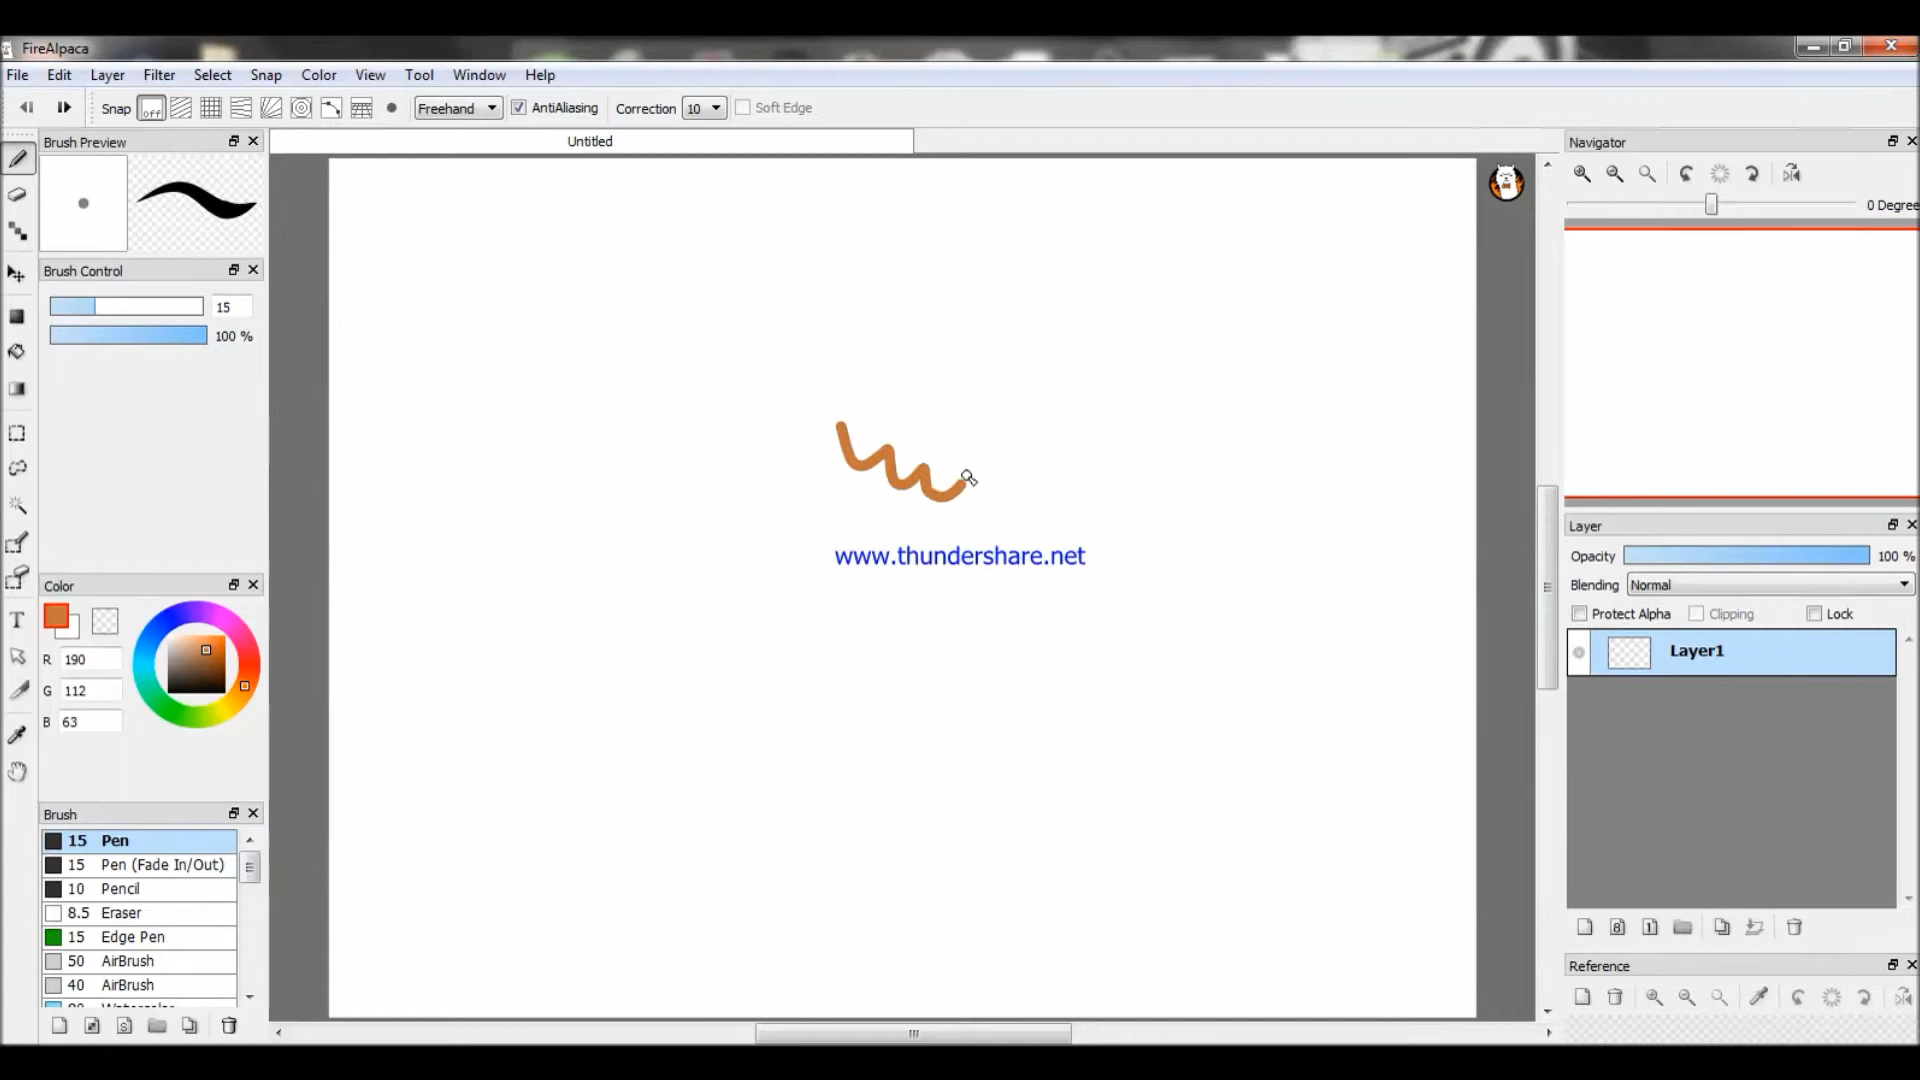 FireAlpaca
File Edit Layer Filter Select Snap Color View Tool Window Help
Snap off Freehand AntiAliasing Correction 10 Soft Edge
Brush Preview
Untitled
Navigator
0 Degree
Brush Control
15
100 %
www.thundershare.net
Layer
Opacity 100 %
Blending Normal
Protect Alpha Clipping Lock
Layer1
Color
R 190
G 112
B 63
Brush
15 Pen
15 Pen (Fade In/Out)
10 Pencil
8.5 Eraser
15 Edge Pen
50 AirBrush
40 AirBrush
Reference